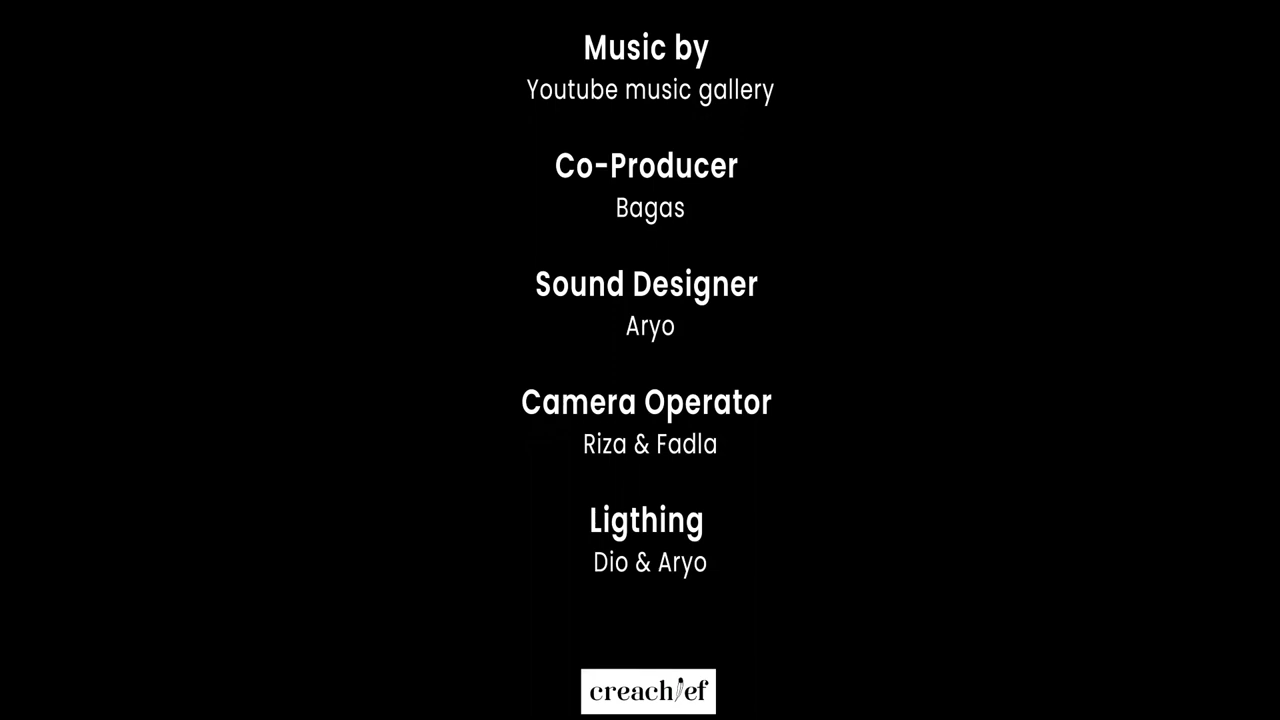 Music by
Youtube music gallery
Co-Producer
Bagas
Sound Designer
Aryo
Camera Operator
Riza & Fadla
Ligthing
Dio & Aryo
creachief